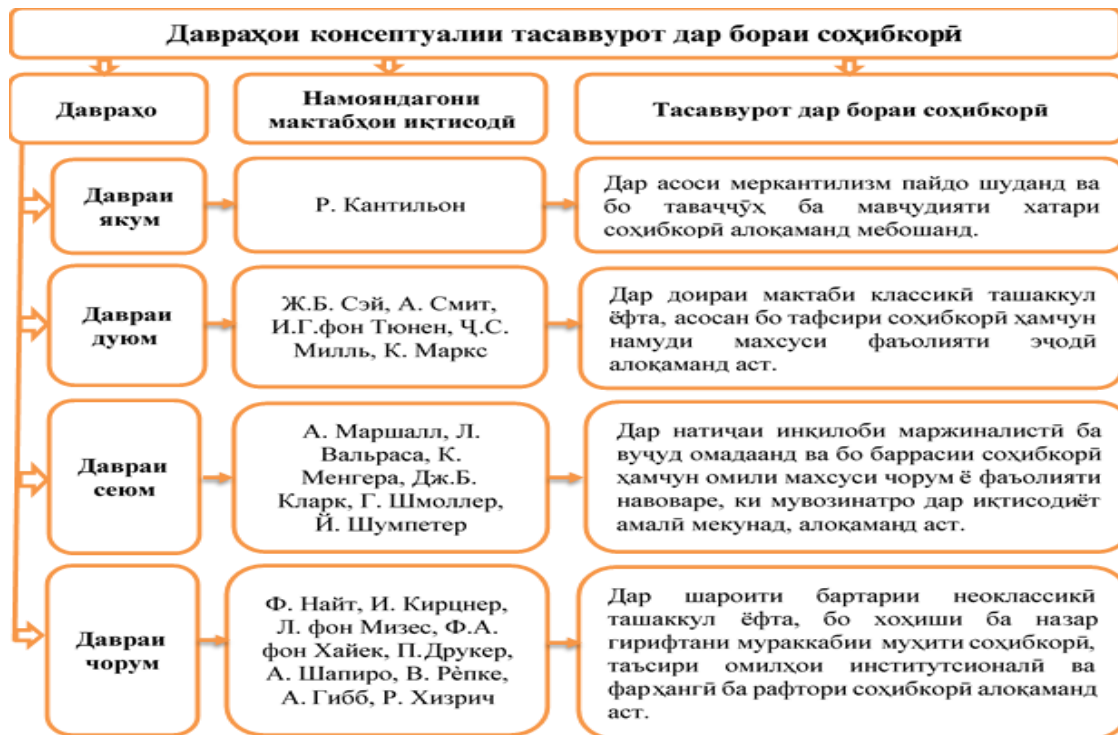 Давраҳои консептуалии тасаввурот дар бораи соҳибкорӣ
Давраҳо
Намояндагони
мактабҳои иқтисодӣ
Тасаввурот дар бораи соҳибкорӣ
Давраи
якум
Р. Кантильон
Дар асоси меркантилизм пайдо шуданд ва
бо таваҷҷӯҳ ба мавҷудияти хатари
соҳибкорӣ алоқаманд мебошанд.
Давраи
дуюм
Ж.Б. Сэй, А. Смит,
И.Г.фон Тюнен, Ҷ.С.
Милль, К. Маркс
Дар доираи мактаби классикӣ ташаккул
ёфта, асосан бо тафсири соҳибкорӣ ҳамчун
намуди махсуси фаъолияти эҷодӣ
алоқаманд аст.
Давраи
сеюм
А. Маршалл, Л.
Вальраса, К.
Менгера, Дж.Б.
Кларк, Г. Шмоллер,
Й. Шумпетер
Дар натиҷаи инқилоби маржиналистӣ ба
вуҷуд омадаанд ва бо баррасии соҳибкорӣ
ҳамчун омили махсуси чорум ё фаъолияти
навоваре, ки мувозинатро дар иқтисодиёт
амалӣ мекунад, алоқаманд аст.
Давраи
чорум
Ф. Найт, И. Кирцнер,
Л. фон Мизес, Ф.А.
фон Хайек, П.Друкер,
А. Шапиро, В. Рѐпке,
А. Гибб, Р. Хизрич
Дар шароити бартарии неоклассикӣ
ташаккул ёфта, бо хоҳиши ба назар
гирифтани мураккабии муҳити соҳибкорӣ,
таъсири омилҳои институтсионалӣ ва
фарҳангӣ ба рафтори соҳибкорӣ алоқаманд
аст.